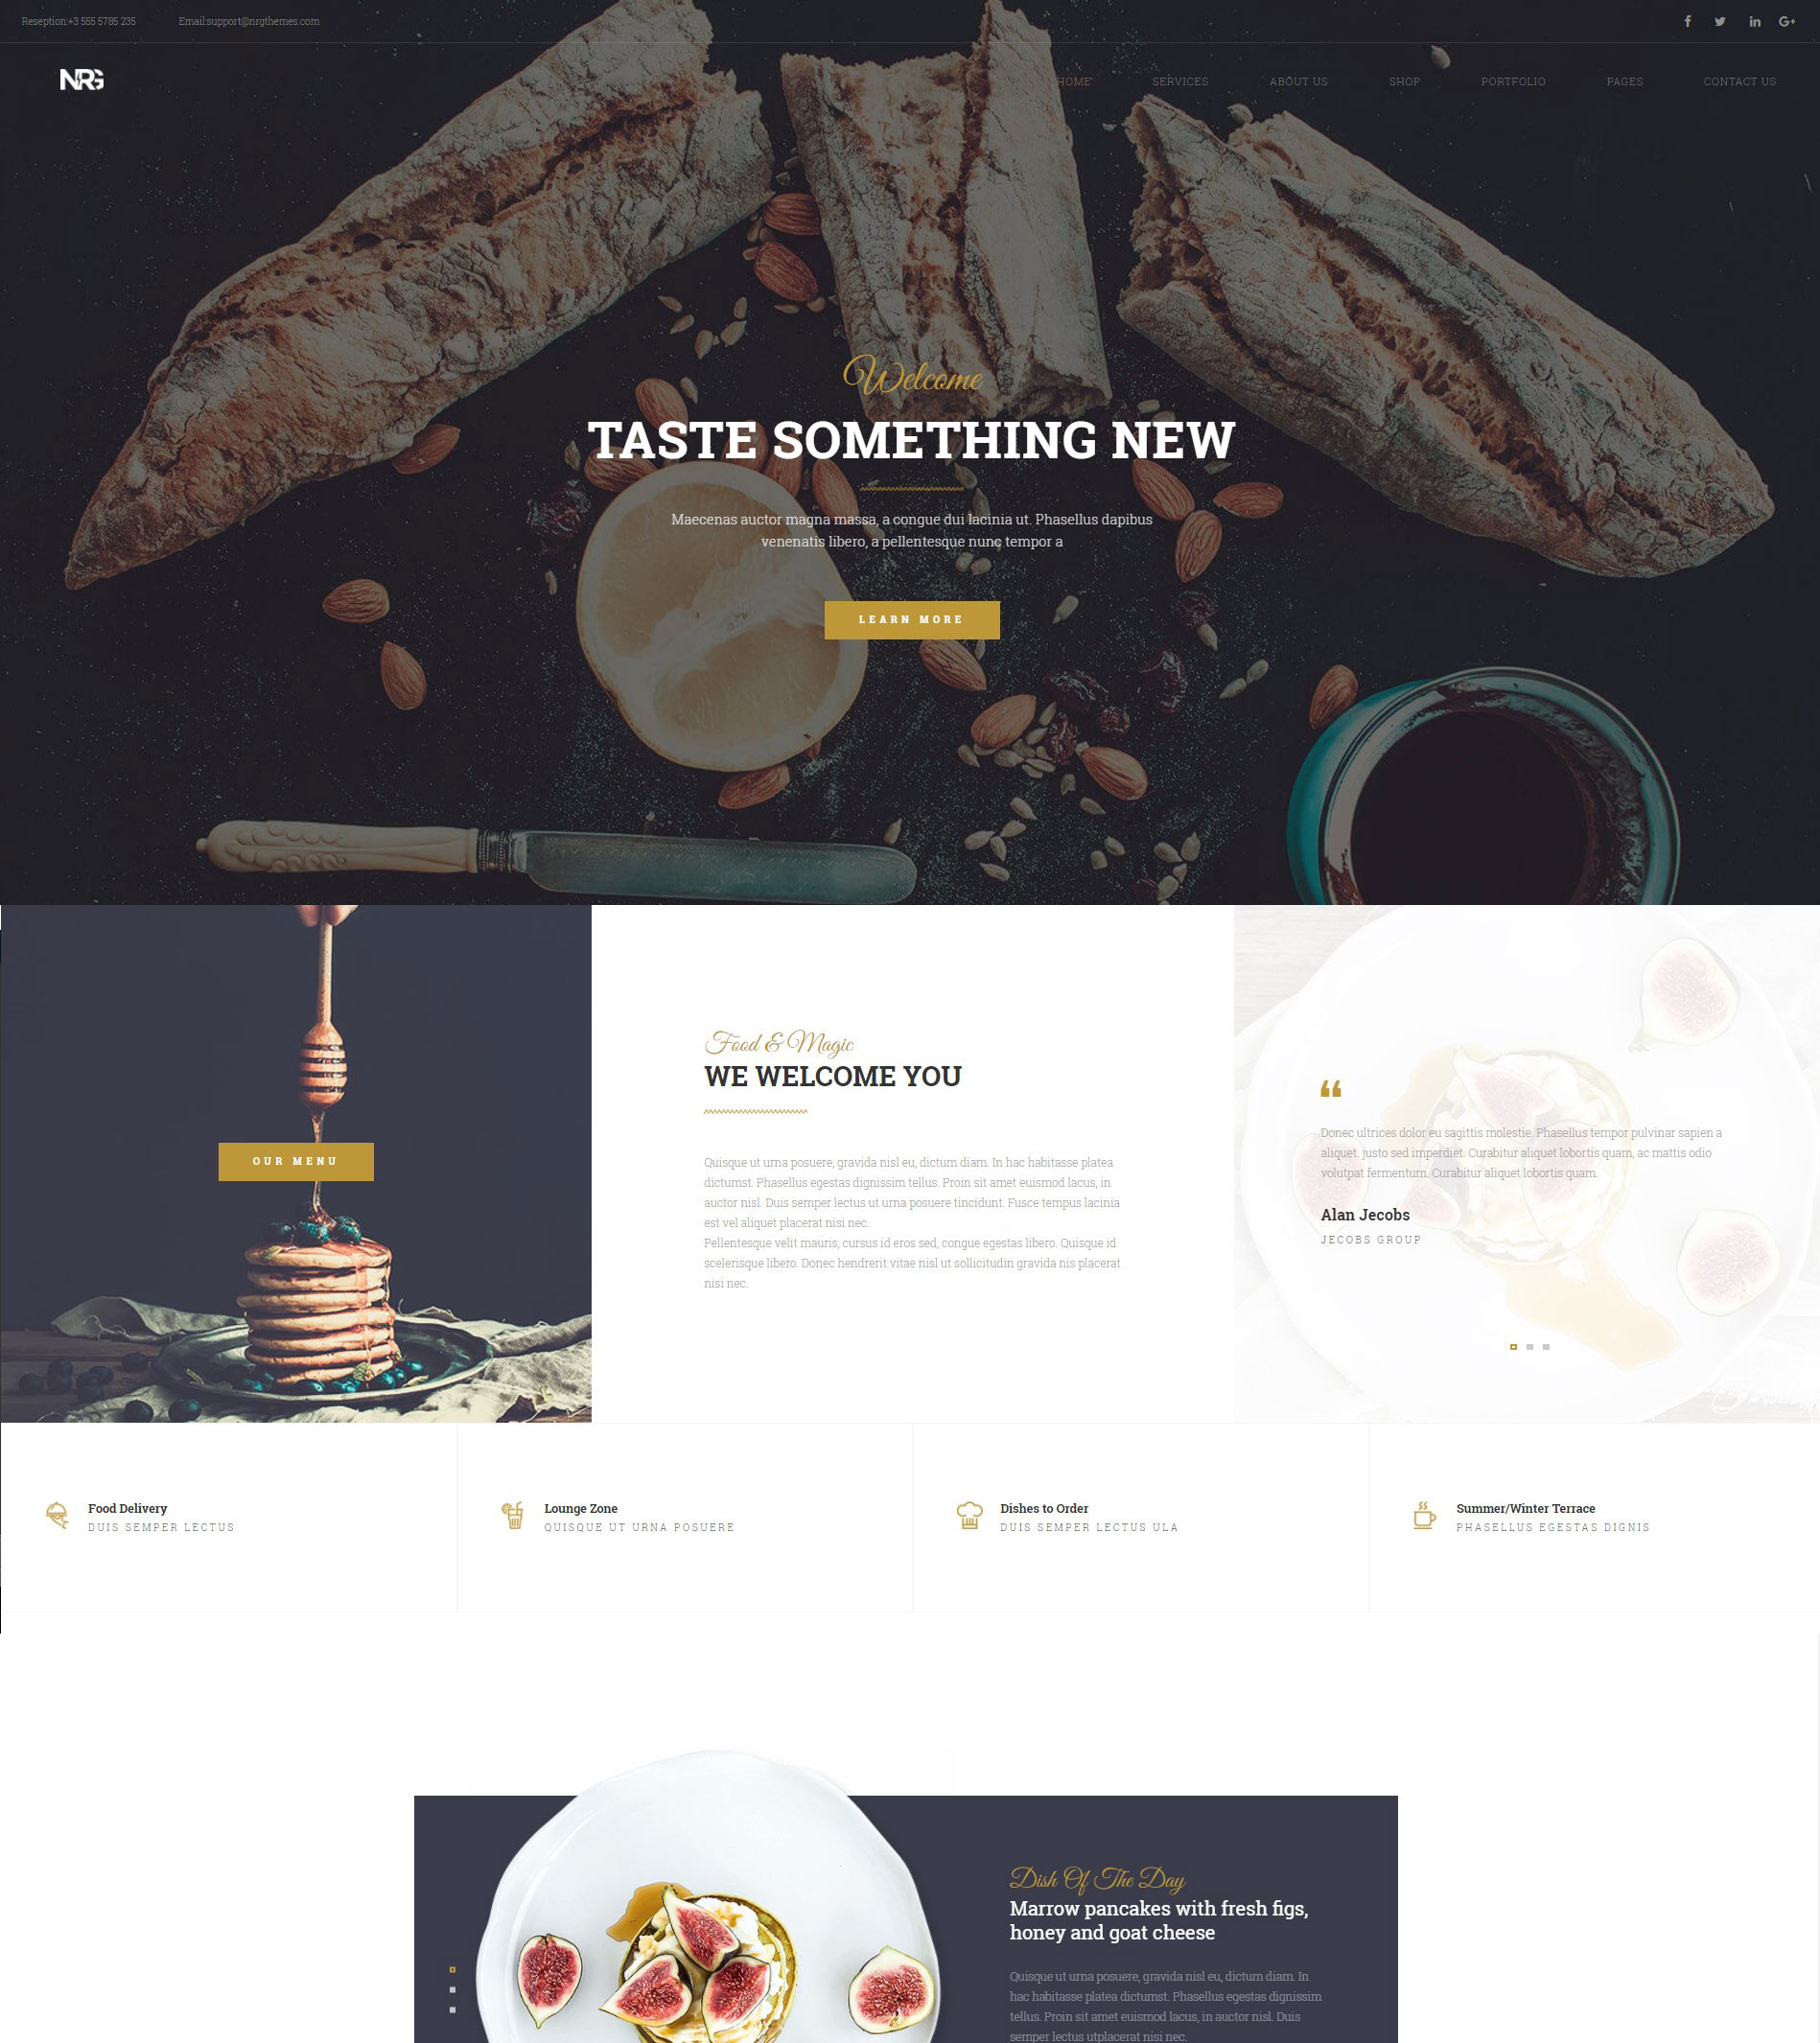 Reseption:+3 555 5785 235
Email:support@nrgthemes.com
NRG
HOME
SERVICES
ABOUT US
SHOP
PORTFOLIO
PAGES
CONTACT US
Welcome
TASTE SOMETHING NEW
Maecenas auctor magna massa, a congue dui lacinia ut. Phasellus dapibus
venenatis libero, a pellentesque nunc tempor a
LEARN MORE
OUR MENU
Food & Magic
WE WELCOME YOU
Quisque ut urna posuere, gravida nisl eu, dictum diam. In hac habitasse platea
dictumst. Phasellus egestas dignissim tellus. Proin sit amet euismod lacus, in
auctor nisl. Duis semper lectus ut urna posuere tincidunt. Fusce tempus lacinia
est vel aliquet placerat nisi nec.
Pellentesque velit mauris, cursus id eros sed, congue egestas libero. Quisque id
scelerisque libero. Donec hendrerit vitae nisl ut sollicitudin gravida nis placerat
nisi nec.
“
Donec ultrices dolor eu sagittis molestie. Phasellus tempor pulvinar sapien a
aliquet. justo sed imperdiet. Curabitur aliquet lobortis quam, ac mattis odio
volutpat fermentum. Curabitur aliquet lobortis quam.
Alan Jecobs
JECOBS GROUP
Food Delivery
DUIS SEMPER LECTUS
Lounge Zone
QUISQUE UT URNA POSUERE
Dishes to Order
DUIS SEMPER LECTUS ULA
Summer/Winter Terrace
PHASELLUS EGESTAS DIGNIS
Dish Of The Day
Marrow pancakes with fresh figs,
honey and goat cheese
Quisque ut urna posuere, gravida nisl eu, dictum diam. In
hac habitasse platea dictumst. Phasellus egestas dignissim
tellus. Proin sit amet euismod lacus, in auctor nisl. Duis
semper lectus utplacerat nisi nec.